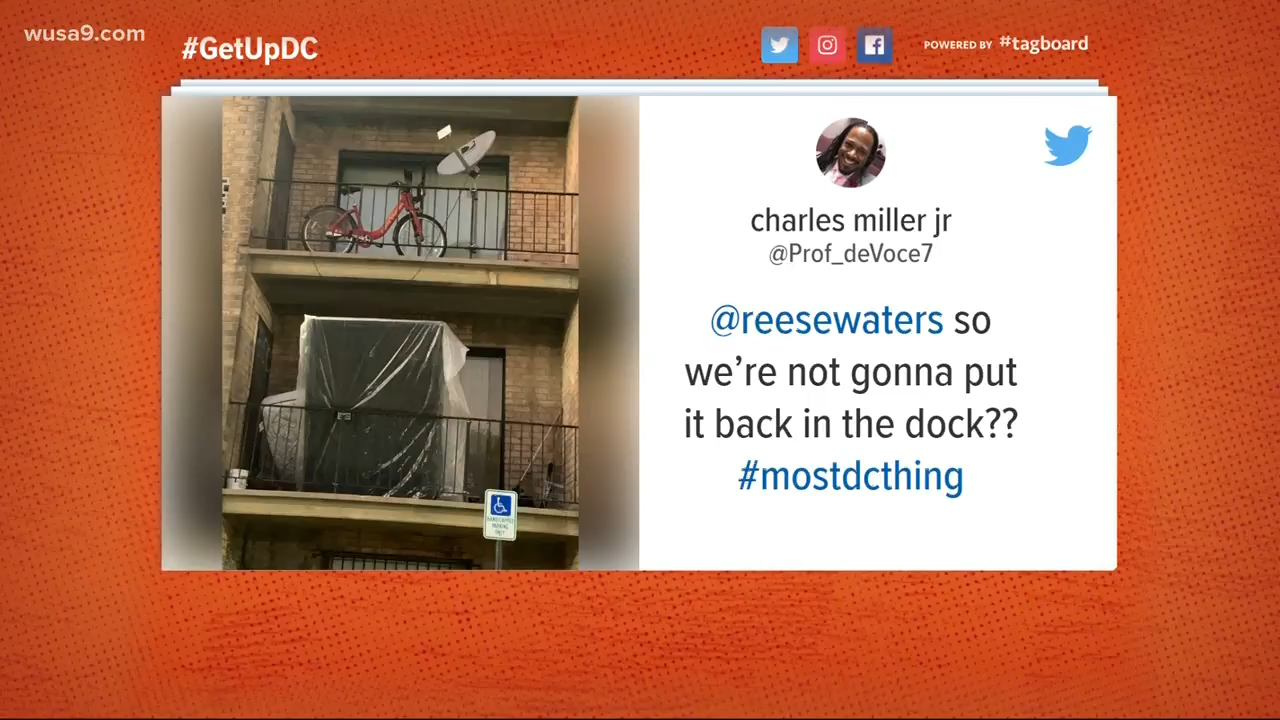 wusa9.com
#GetUpDC
POWERED BY #tagboard
charles miller jr
@Prof_deVoce7
@reesewaters so
we’re not gonna put
it back in the dock??
#mostdcthing